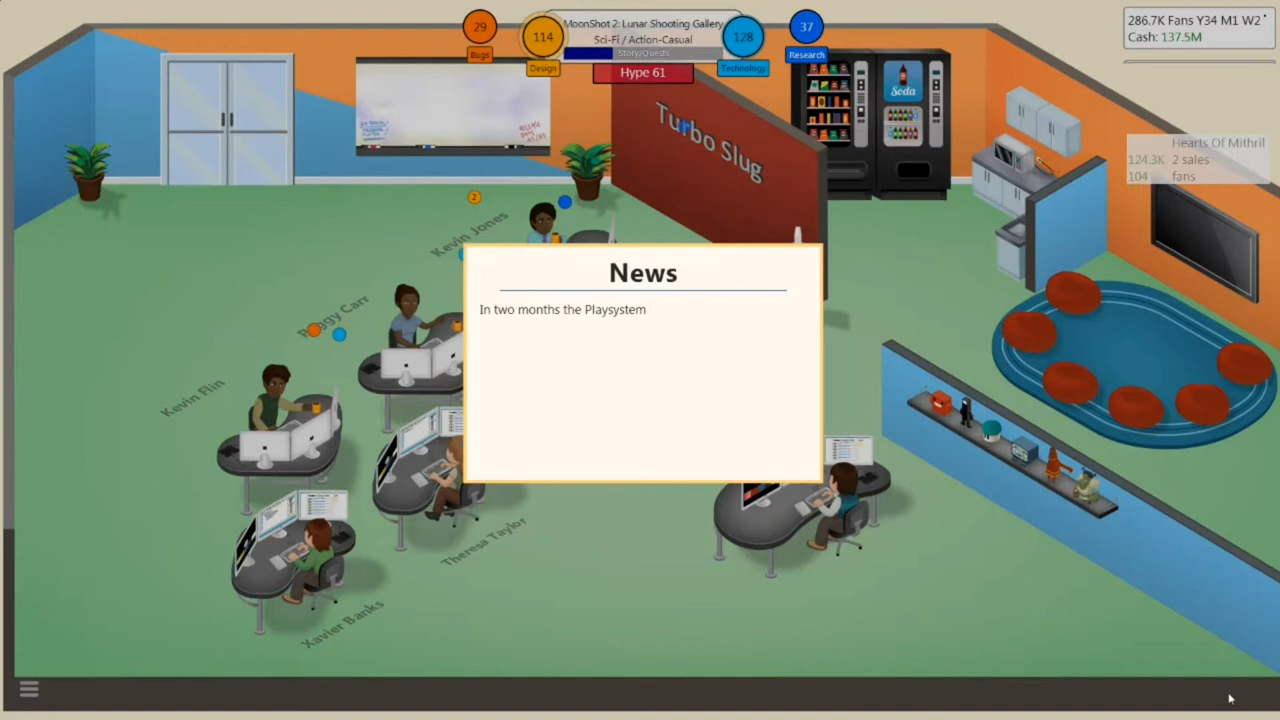 29
Bugs
114
Design
MoonShot 2: Lunar Shooting Gallery
Sci-Fi / Action-Casual
Story/Quests
Hype 61
128
Technology
37
Research
286.7K Fans Y34 M1 W2
Cash: 137.5M
Hearts Of Mithril
124.3K 2 sales
104 fans
Turbo Slug
Soda
2
Kevin Jones
Peggy Carr
Kevin Flin
Theresa Taylor
Xavier Banks
News
In two months the Playsystem